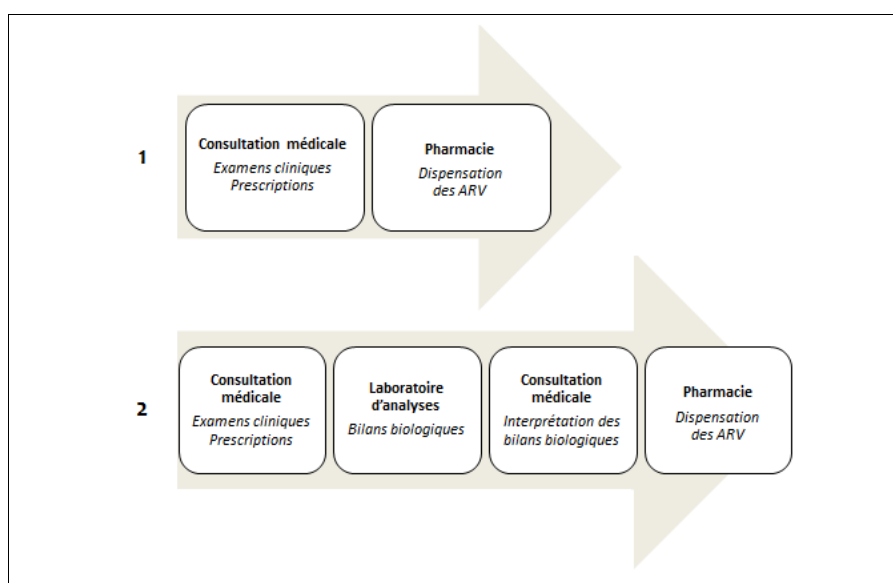 1
Consultation médicale
Examens cliniques
Prescriptions
Pharmacie
Dispensation
des ARV
2
Consultation
médicale
Examens cliniques
Prescriptions
Laboratoire
d'analyses
Bilans biologiques
Consultation
médicale
Interprétation des
bilans biologiques
Pharmacie
Dispensation
des ARV